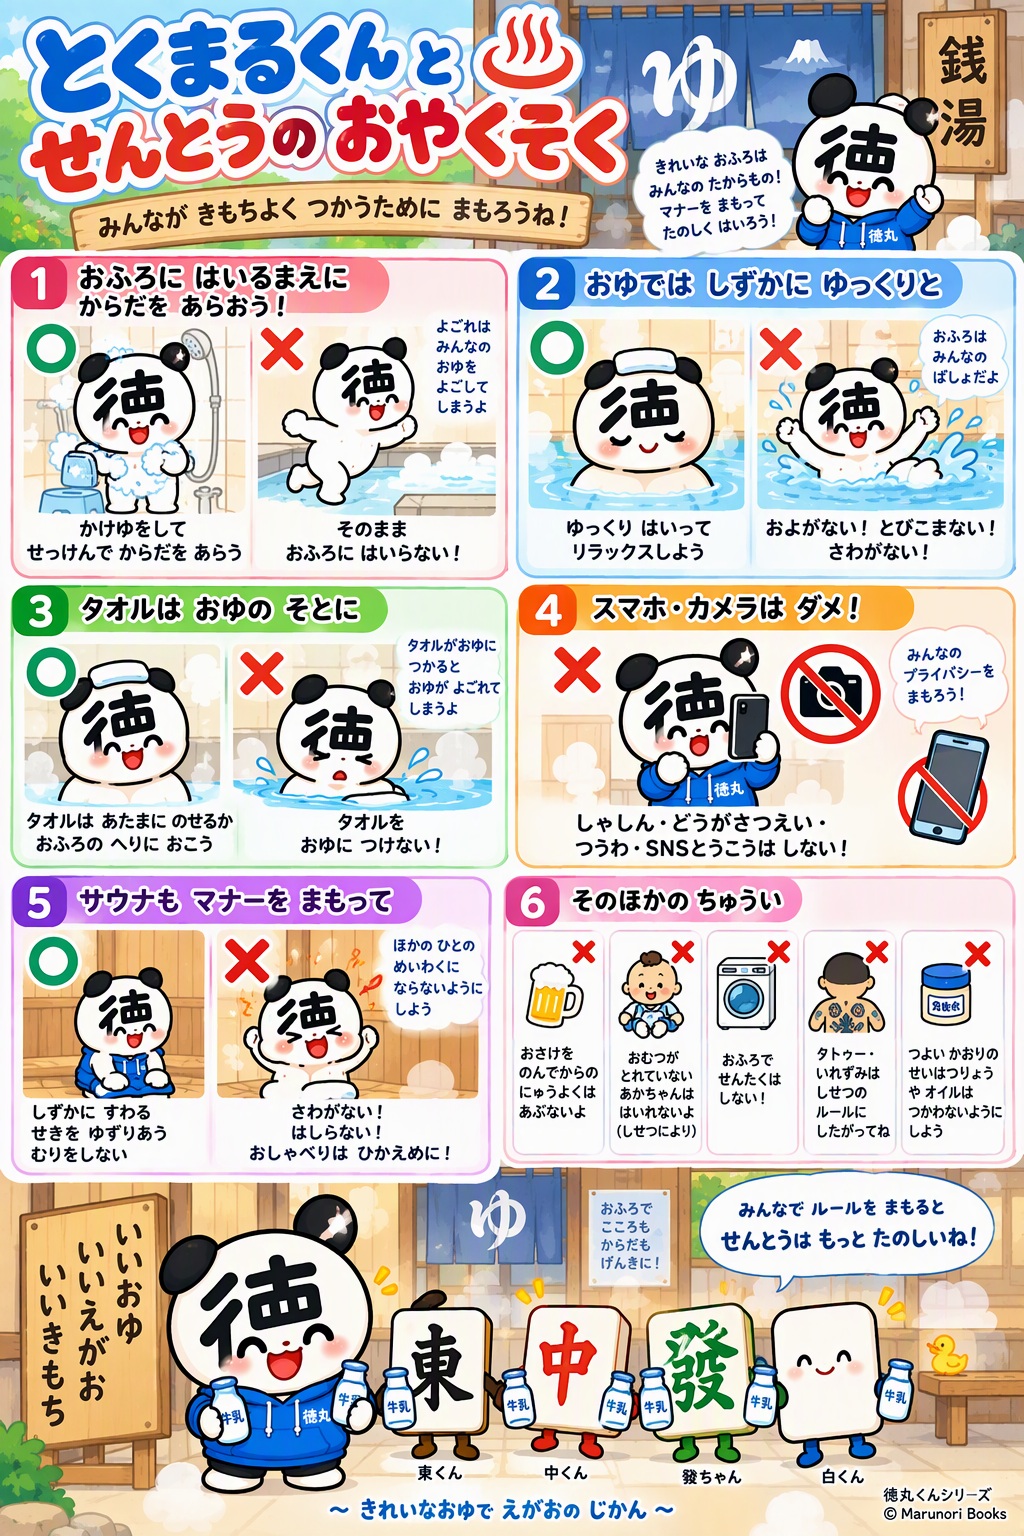 とくまるくんと
せんとうの おやくそく
みんなが きもちよく つかうために まもろうね!
ゆ
銭湯
きれいな おふろは
みんなの たからもの!
マナーを まもって
たのしく はいろう!
徳
徳丸
1 おふろに はいるまえに
からだを あらおう!
徳
かけゆをして
せっけんで からだを あらう
徳
よごれは
みんなの
おゆを
よごして
しまうよ
そのまま
おふろに はいらない!
2 おゆでは しずかに ゆっくりと
徳
ゆっくり はいって
リラックスしよう
徳
おふろは
みんなの
ばしょだよ
およがない! とびこまない!
さわがない!
3 タオルは おゆの そとに
徳
タオルは あたまに のせるか
おふろの へりに おこう
徳
タオルがおゆに
つかると
おゆが よごれて
しまうよ
タオルを
おゆに つけない!
4 スマホ・カメラは ダメ!
徳
徳丸
みんなの
プライバシーを
まもろう!
しゃしん・どうがさつえい・
つうわ・SNSとうこうは しない!
5 サウナも マナーを まもって
徳
しずかに すわる
せきを ゆずりあう
むりをしない
徳
ほかの ひとの
めいわくに
ならないように
しよう
さわがない!
はしらない!
おしゃべりは ひかえめに!
6 そのほかの ちゅうい
おさけを
のんでからの
にゅうよくは
あぶないよ
おむつが
とれていない
あかちゃんは
はいれないよ
(しせつにより)
おふろで
せんたくは
しない!
タトゥー・
いれずみは
しせつの
ルールに
したがってね
つよい かおりの
せいはつりょう
や オイルは
つかわないように
しよう
いいおゆ
いいえがお
いいきもち
ゆ
おふろで
こころも
からだも
げんきに!
みんなで ルールを まもると
せんとうは もっと たのしいね!
徳
徳丸
牛乳
牛乳
牛乳
東
牛乳
中
牛乳
發
牛乳
牛乳
東くん
中くん
發ちゃん
白くん
~ きれいなおゆで えがおの じかん ~
徳丸くんシリーズ
© Marunori Books